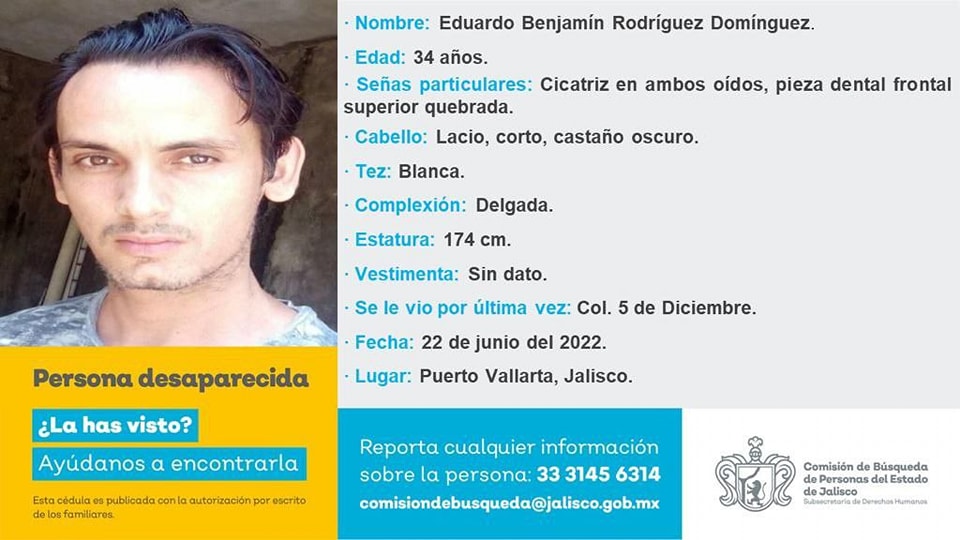 · Nombre: Eduardo Benjamín Rodríguez Domínguez.
· Edad: 34 años.
· Señas particulares: Cicatriz en ambos oídos, pieza dental frontal
superior quebrada.
· Cabello: Lacio, corto, castaño oscuro.
· Tez: Blanca.
· Complexión: Delgada.
· Estatura: 174 cm.
· Vestimenta: Sin dato.
· Se le vio por última vez: Col. 5 de Diciembre.
· Fecha: 22 de junio del 2022.
· Lugar: Puerto Vallarta, Jalisco.
Persona desaparecida
¿La has visto?
Ayúdanos a encontrarla
Esta cédula es publicada con la autorización por escrito
de los familiares.
Reporta cualquier información
sobre la persona: 33 3145 6314
comisiondebusqueda@jalisco.gob.mx
Comisión de Búsqueda
de Personas del Estado
de Jalisco
Subsecretaría de Derechos Humanos